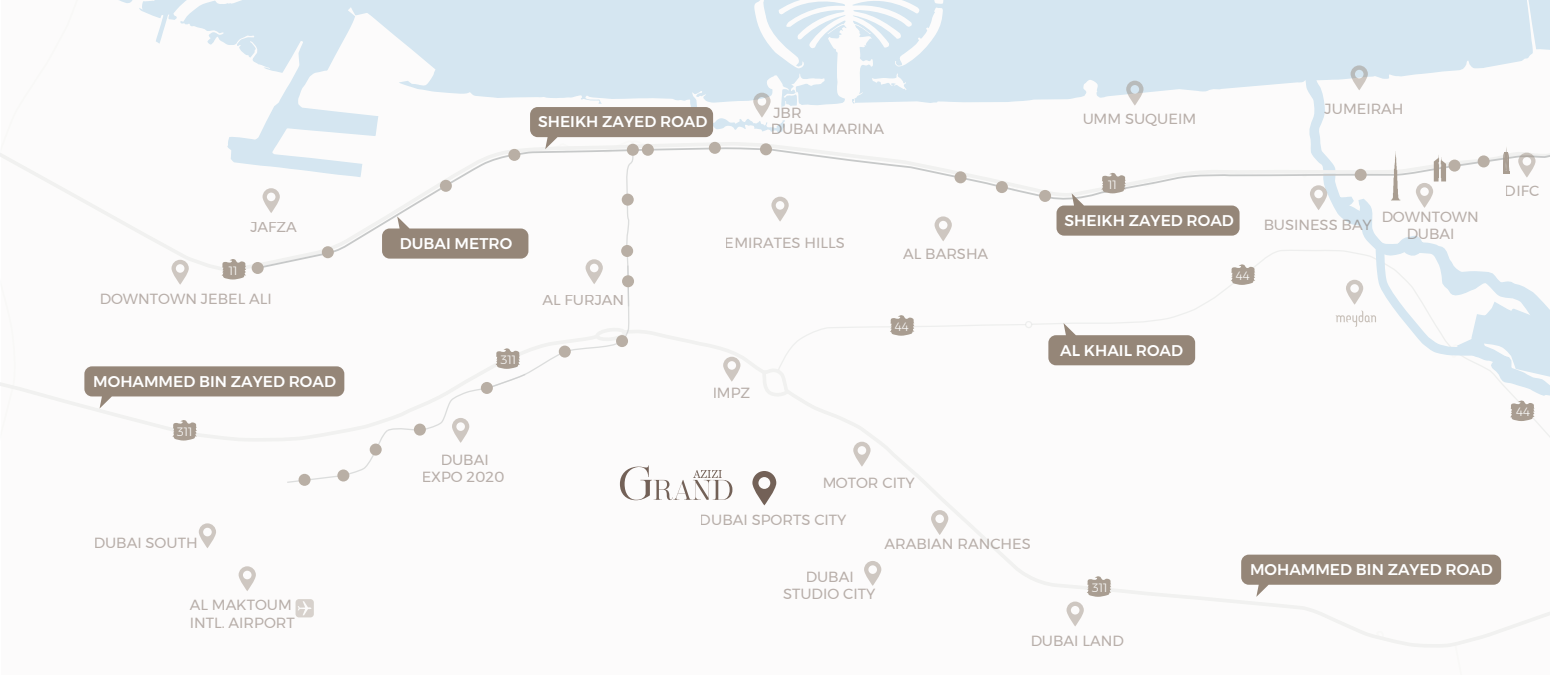 JUMEIRAH
SHEIKH ZAYED ROAD
JBR
DUBAI MARINA
UMM SUQUEIM
11
DIFC
JAFZA
DUBAI METRO
EMIRATES HILLS
AL BARSHA
SHEIKH ZAYED ROAD
BUSINESS BAY
DOWNTOWN
DUBAI
11
DOWNTOWN JEBEL ALI
AL FURJAN
44
meydan
44
AL KHAIL ROAD
311
MOHAMMED BIN ZAYED ROAD
IMPZ
44
311
DUBAI
EXPO 2020
AZIZI
GRAND
MOTOR CITY
DUBAI SPORTS CITY
DUBAI SOUTH
ARABIAN RANCHES
MOHAMMED BIN ZAYED ROAD
DUBAI
STUDIO CITY
311
AL MAKTOUM
INTL. AIRPORT
DUBAI LAND